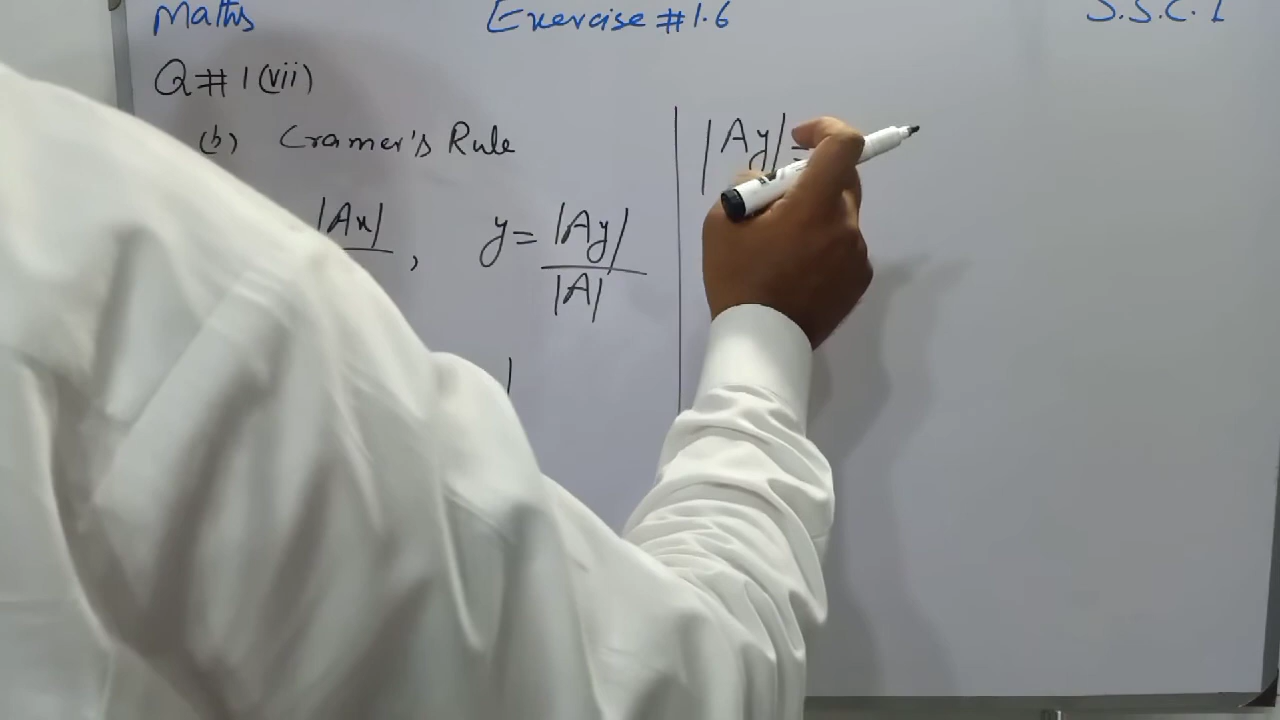 Maths Exercise # 1.6 S.S.C. I
Q # 1 (vii)
(b) Cramer's Rule
|Ax| , y = |Ay|
|A|
|Ay| =